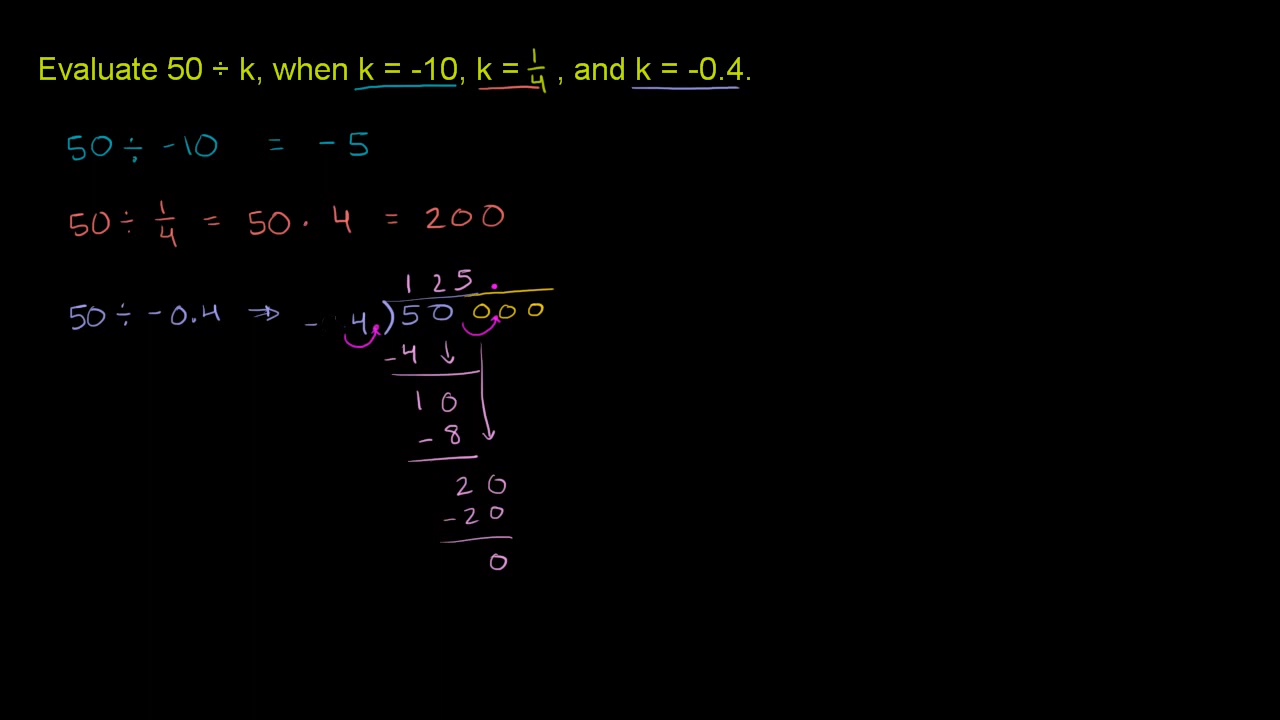 Evaluate 50 ÷ k, when k = -10, k = 1/4 , and k = -0.4.
50 ÷ -10 = -5
50 ÷ 1/4 = 50 · 4 = 200
125.
50 ÷ -0.4 ⇒ - 4.)50 000
-4
10
-8
20
-20
0